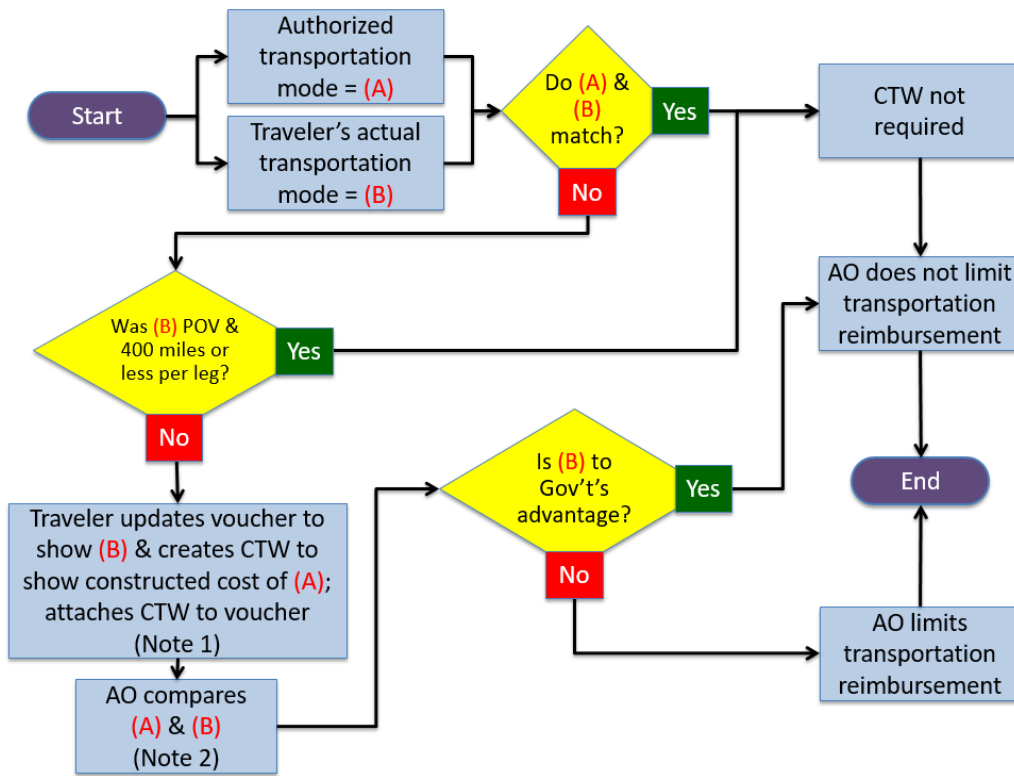 Start
Authorized
transportation
mode = (A)
Traveler's actual
transportation
mode = (B)
Do (A) &
(B)
match?
Yes
No
CTW not
required
Was (B) POV &
400 miles or
less per leg?
Yes
No
AO does not limit
transportation
reimbursement
Traveler updates voucher to
show (B) & creates CTW to
show constructed cost of (A);
attaches CTW to voucher
(Note 1)
AO compares
(A) & (B)
(Note 2)
Is (B) to
Gov't's
advantage?
Yes
No
End
AO limits
transportation
reimbursement